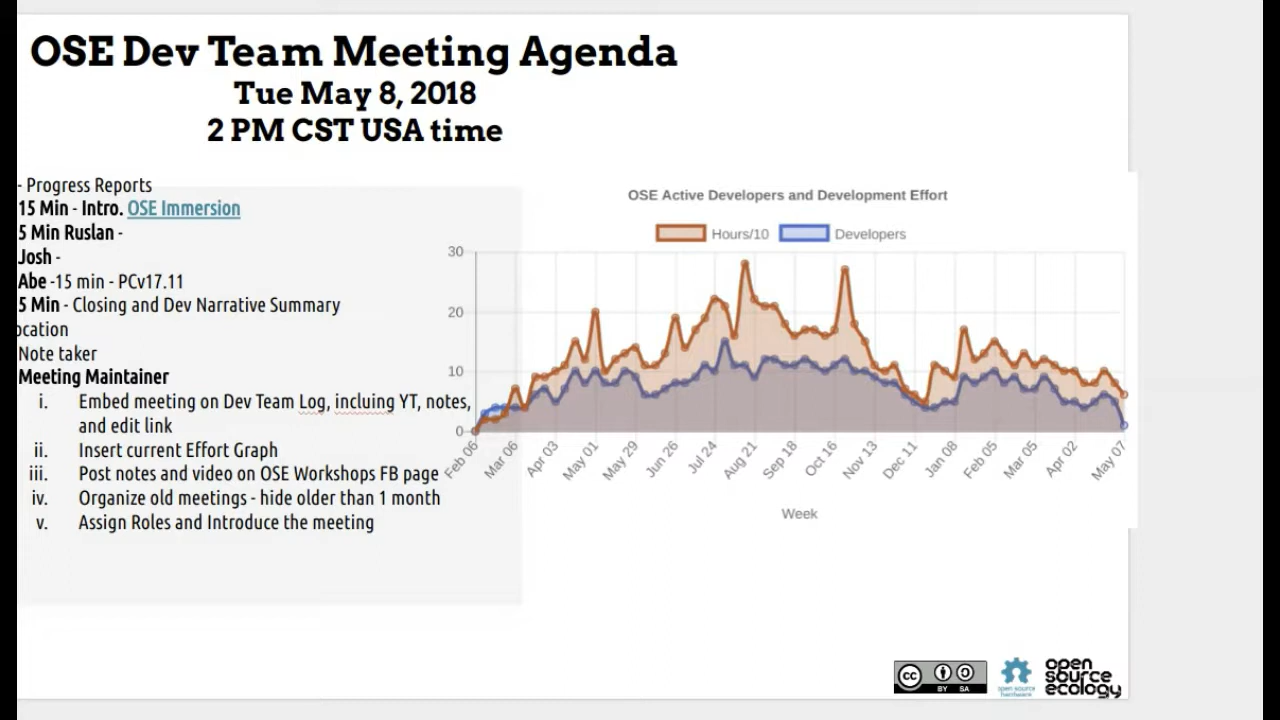 OSE Dev Team Meeting Agenda
Tue May 8, 2018
2 PM CST USA time
- Progress Reports
15 Min - Intro. OSE Immersion
5 Min Ruslan -
Josh -
Abe -15 min - PCv17.11
5 Min - Closing and Dev Narrative Summary
ocation
Note taker
Meeting Maintainer
i. Embed meeting on Dev Team Log, incluing YT, notes,
and edit link
ii. Insert current Effort Graph
iii. Post notes and video on OSE Workshops FB page
iv. Organize old meetings - hide older than 1 month
v. Assign Roles and Introduce the meeting
OSE Active Developers and Development Effort
Hours/10 Developers
30
20
10
0
Feb 06 Mar 06 Apr 03 May 01 May 29 Jun 26 Jul 24 Aug 21 Sep 18 Oct 16 Nov 13 Dec 11 Jan 08 Feb 05 Mar 05 Apr 02 May 07
Week
cc BY SA
open source
hardware
open
source
ecology